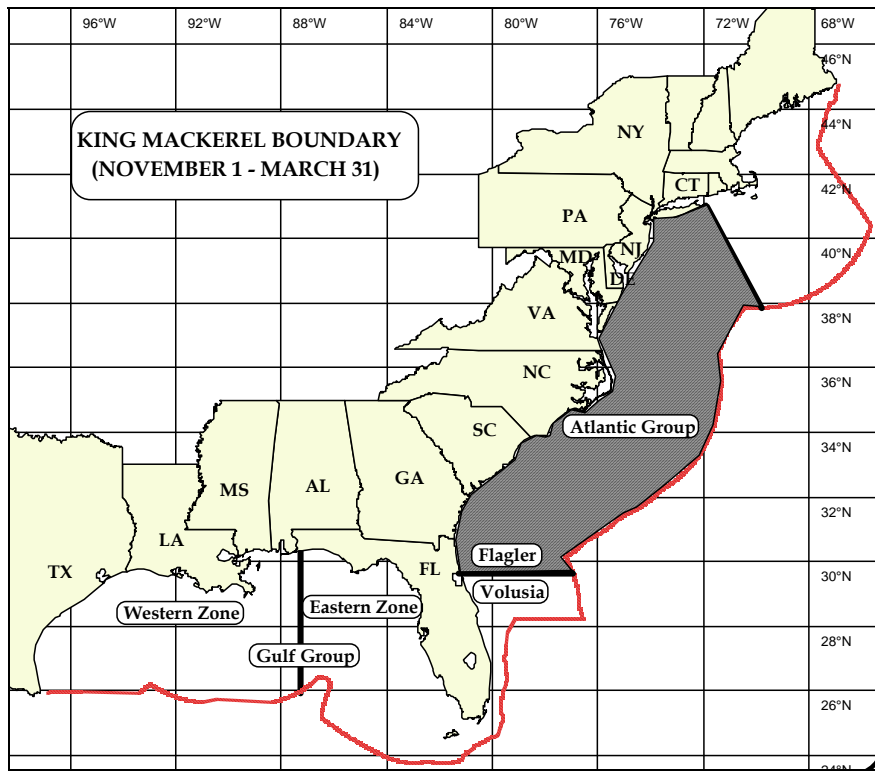 96°W 92°W 88°W 84°W 80°W 76°W 72°W 68°W
46°N
KING MACKEREL BOUNDARY
(NOVEMBER 1 - MARCH 31)
NY
44°N
CT
42°N
PA
NJ
40°N
MD
DE
VA
38°N
NC
36°N
Atlantic Group
SC
34°N
GA
MS
AL
32°N
LA
Flagler
FL
TX
30°N
Volusia
Western Zone
Eastern Zone
28°N
Gulf Group
26°N
24°N